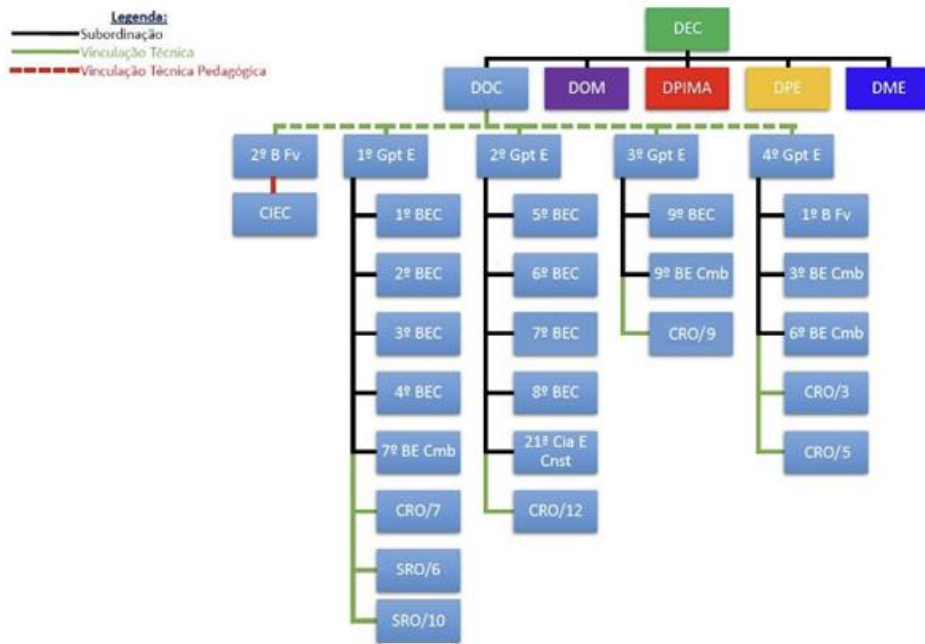 Legenda:
Subordinação
Vinculação Técnica
Vinculação Técnica Pedagógica
DEC
DOC
DOM
DPIMA
DPE
DME
2º B Fv
1º Gpt E
2º Gpt E
3º Gpt E
4º Gpt E
CIEC
1º BEC
2º BEC
3º BEC
4º BEC
7º BE Cmb
CRO/7
SRO/6
SRO/10
5º BEC
6º BEC
7º BEC
8º BEC
21ª Cia E
Cnst
CRO/12
9º BEC
9º BE Cmb
CRO/9
1º B Fv
3º BE Cmb
6º BE Cmb
CRO/3
CRO/5